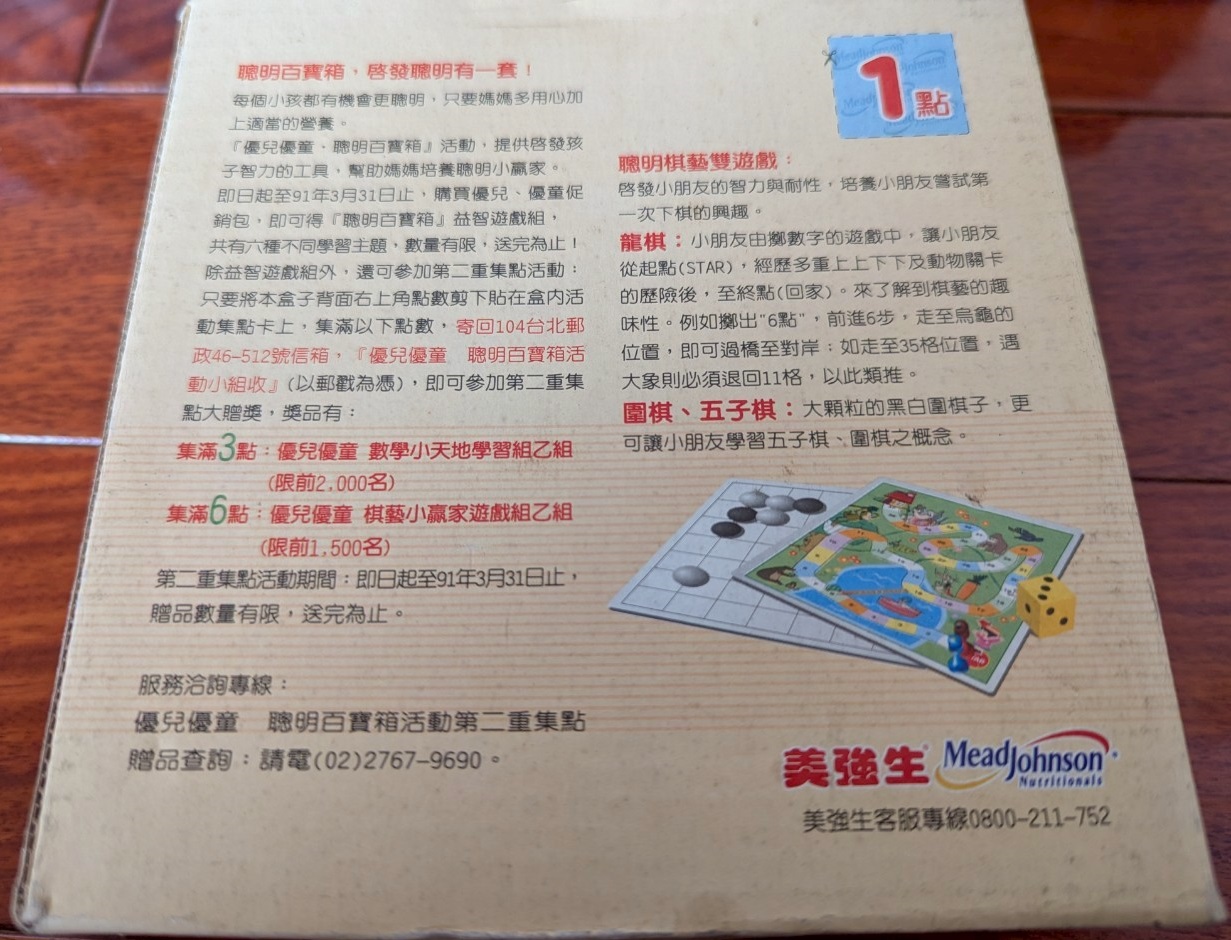 聰明百寶箱，啓發聰明有一套！
每個小孩都有機會更聰明，只要媽媽多用心加
上適當的營養。
『優兒優童、聰明百寶箱』活動，提供啓發孩
子智力的工具，幫助媽媽培養聰明小贏家。
即日起至91年3月31日止，購買優兒、優童促
銷包，即可得『聰明百寶箱』益智遊戲組，
共有六種不同學習主題，數量有限，送完為止！
除益智遊戲組外，還可參加第二重集點活動：
只要將本盒子背面右上角點數剪下貼在盒內活
動集點卡上，集滿以下點數，寄回104台北郵
政46-512號信箱，『優兒優童　聰明百寶箱活
動小組收』(以郵戳為憑)，即可參加第二重集
點大贈獎，獎品有：
集滿3點：優兒優童 數學小天地學習組乙組
(限前2,000名)
集滿6點：優兒優童 棋藝小贏家遊戲組乙組
(限前1,500名)
第二重集點活動期間：即日起至91年3月31日止，
贈品數量有限，送完為止。
服務洽詢專線：
優兒優童　聰明百寶箱活動第二重集點
贈品查詢：請電(02)2767-9690。
1點
聰明棋藝雙遊戲：
啓發小朋友的智力與耐性，培養小朋友嘗試第
一次下棋的興趣。
龍棋：小朋友由擲數字的遊戲中，讓小朋友
從起點(STAR)，經歷多重上上下下及動物關卡
的歷險後，至終點(回家)。來了解到棋藝的趣
味性。例如擲出"6點"，前進6步，走至烏龜的
位置，即可過橋至對岸；如走至35格位置，遇
大象則必須退回11格，以此類推。
圍棋、五子棋：大顆粒的黑白圍棋子，更
可讓小朋友學習五子棋、圍棋之概念。
美強生 MeadJohnson
Nutritionals
美強生客服專線0800-211-752